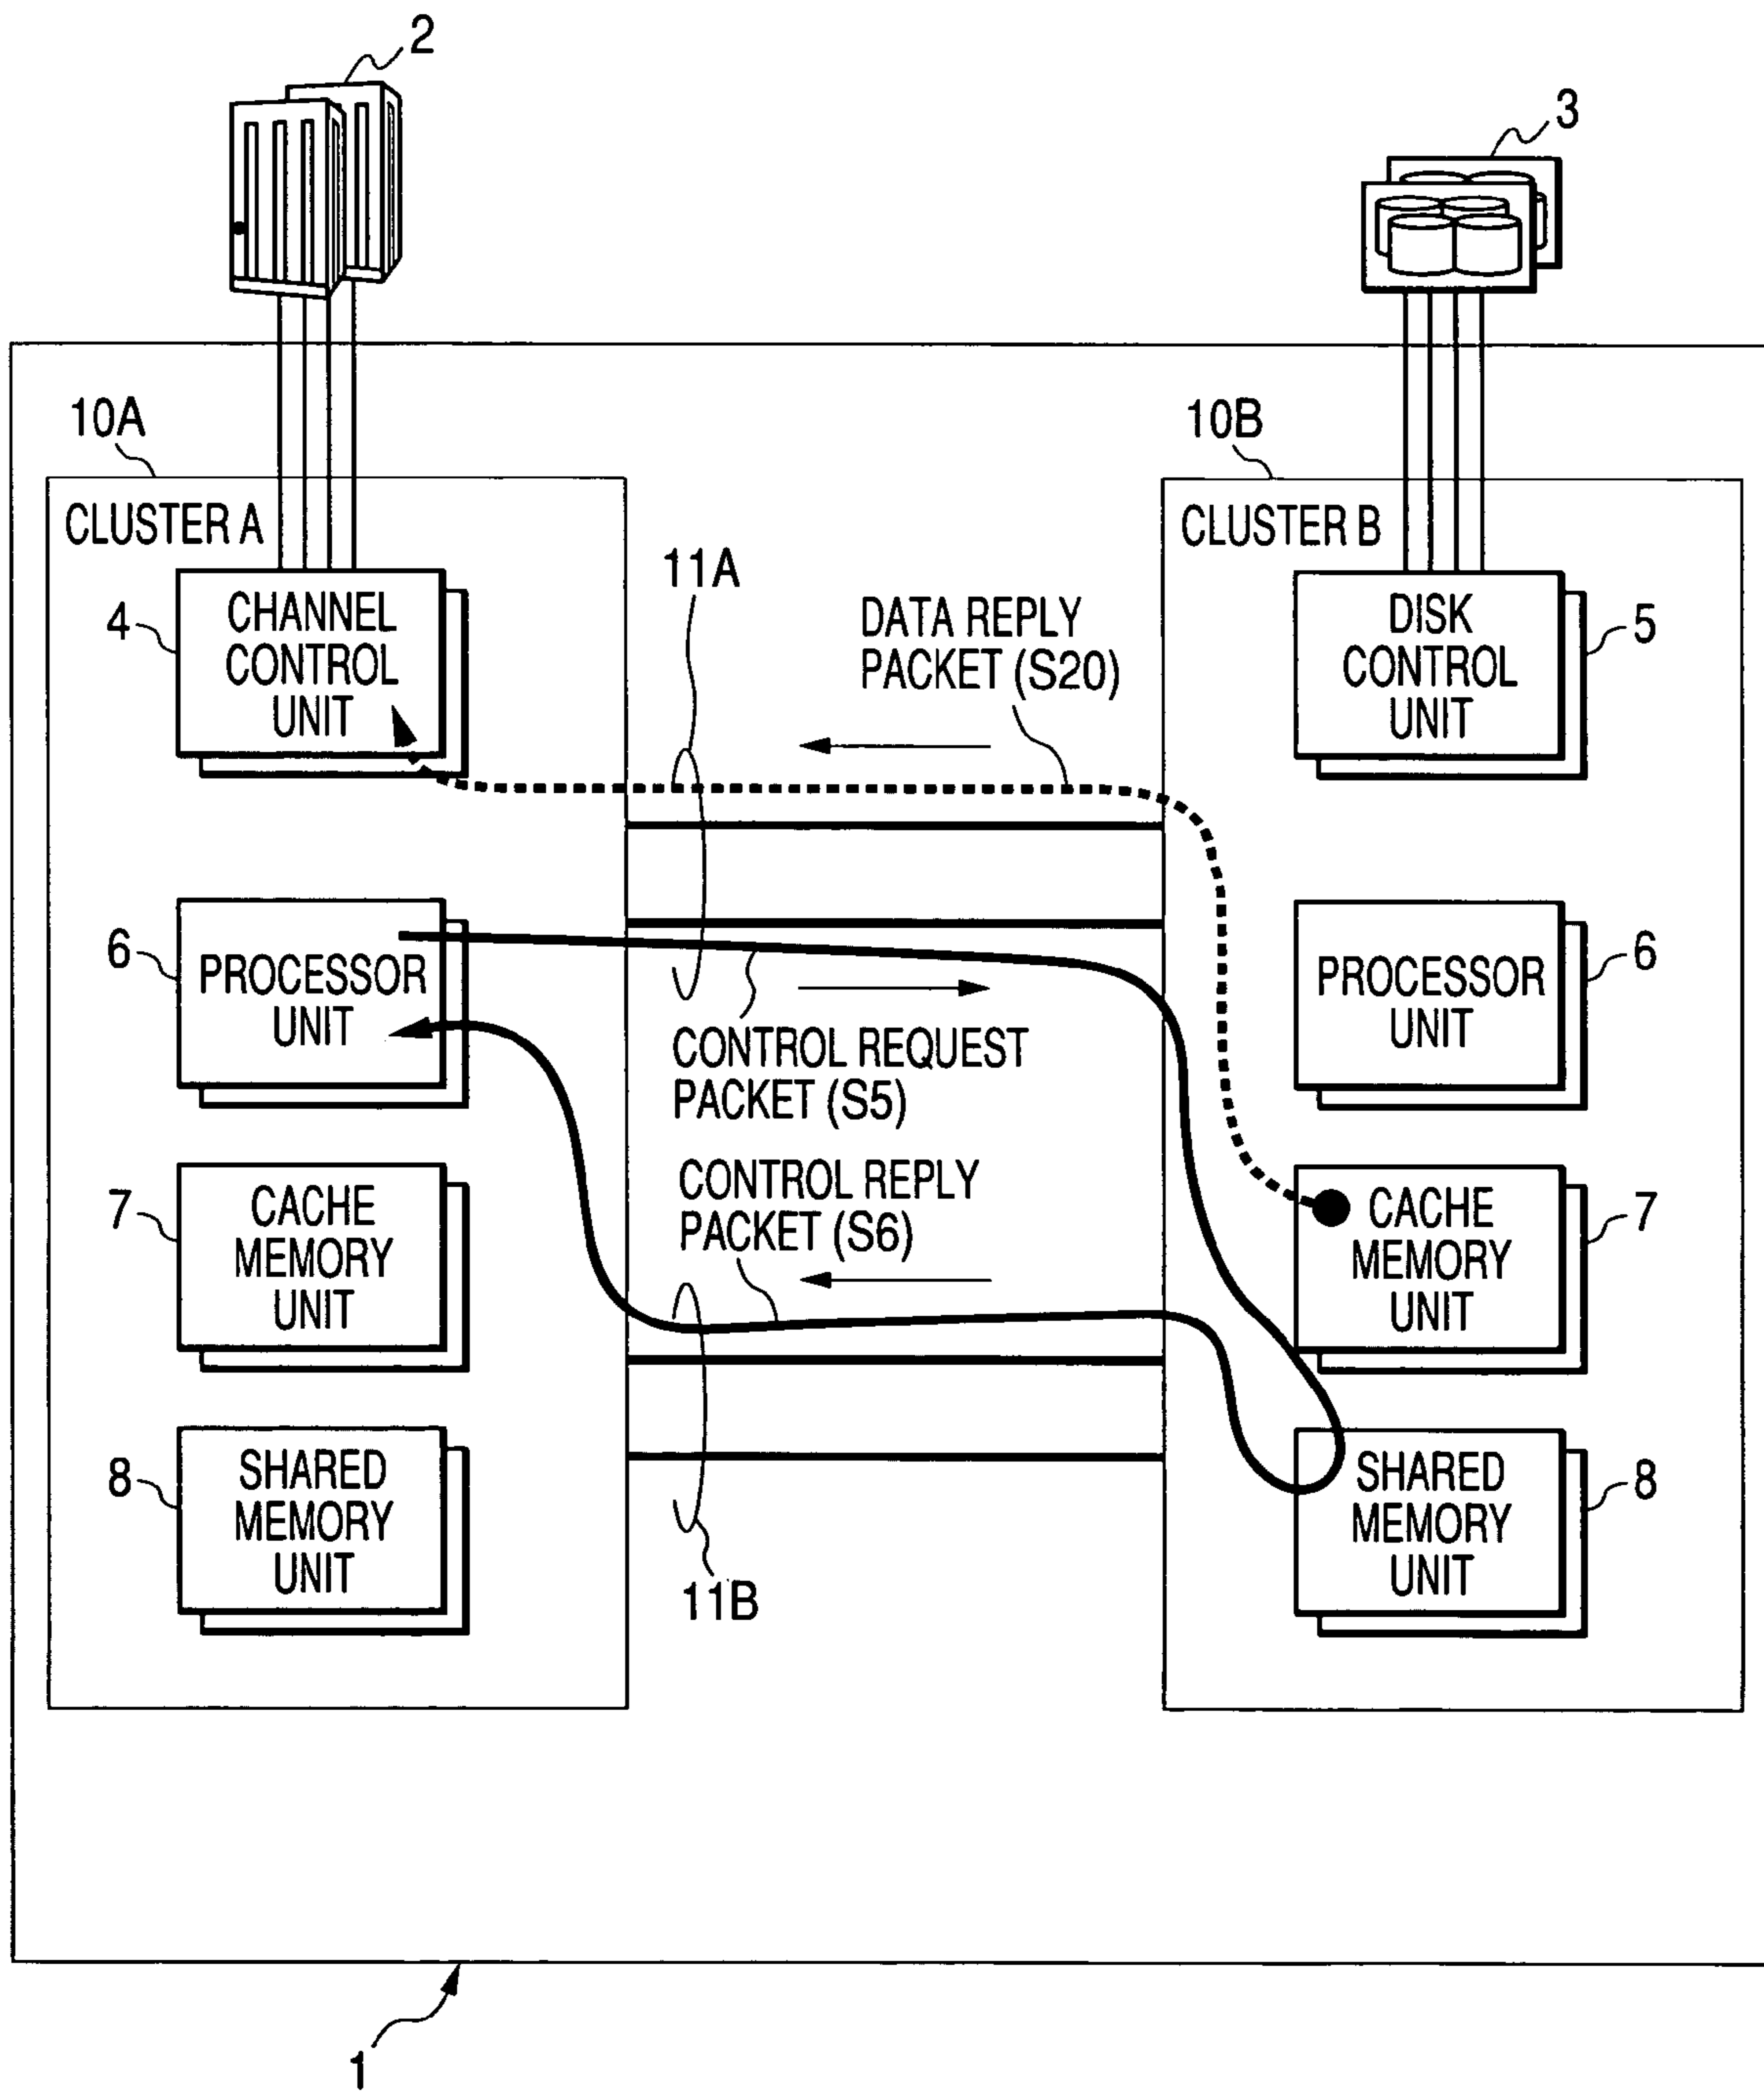 2
3
10A
10B
CLUSTER A
CLUSTER B
11A
4
CHANNEL
CONTROL
UNIT
DATA REPLY
PACKET (S20)
DISK
CONTROL
UNIT
5
6
PROCESSOR
UNIT
CONTROL REQUEST
PACKET (S5)
PROCESSOR
UNIT
6
7
CACHE
MEMORY
UNIT
CONTROL REPLY
PACKET (S6)
CACHE
MEMORY
UNIT
7
8
SHARED
MEMORY
UNIT
11B
SHARED
MEMORY
UNIT
8
1